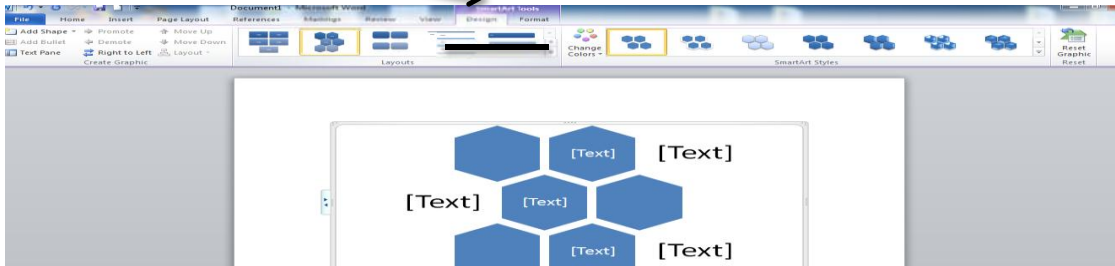 Document1 - Microsoft Word SmartArt Tools
File Home Insert Page Layout References Mailings Review View Design Format
Add Shape Promote Move Up
Add Bullet Demote Move Down
Text Pane Right to Left Layout
Change Colors
Reset Graphic
Create Graphic Layouts SmartArt Styles Reset
[Text] [Text]
[Text] [Text]
[Text] [Text]